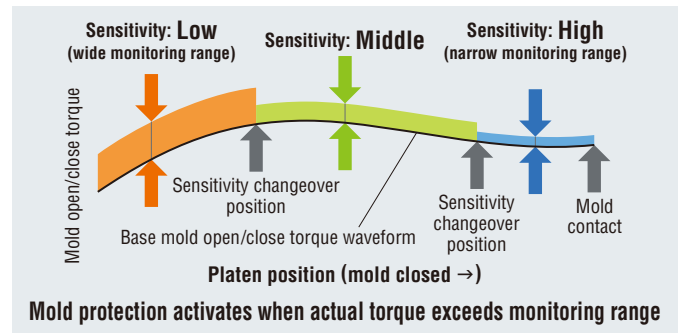 Sensitivity: Low
(wide monitoring range)
Sensitivity: Middle
Sensitivity: High
(narrow monitoring range)
Mold open/close torque
Sensitivity changeover
position
Base mold open/close torque waveform
Sensitivity
changeover
position
Mold
contact
Platen position (mold closed →)
Mold protection activates when actual torque exceeds monitoring range